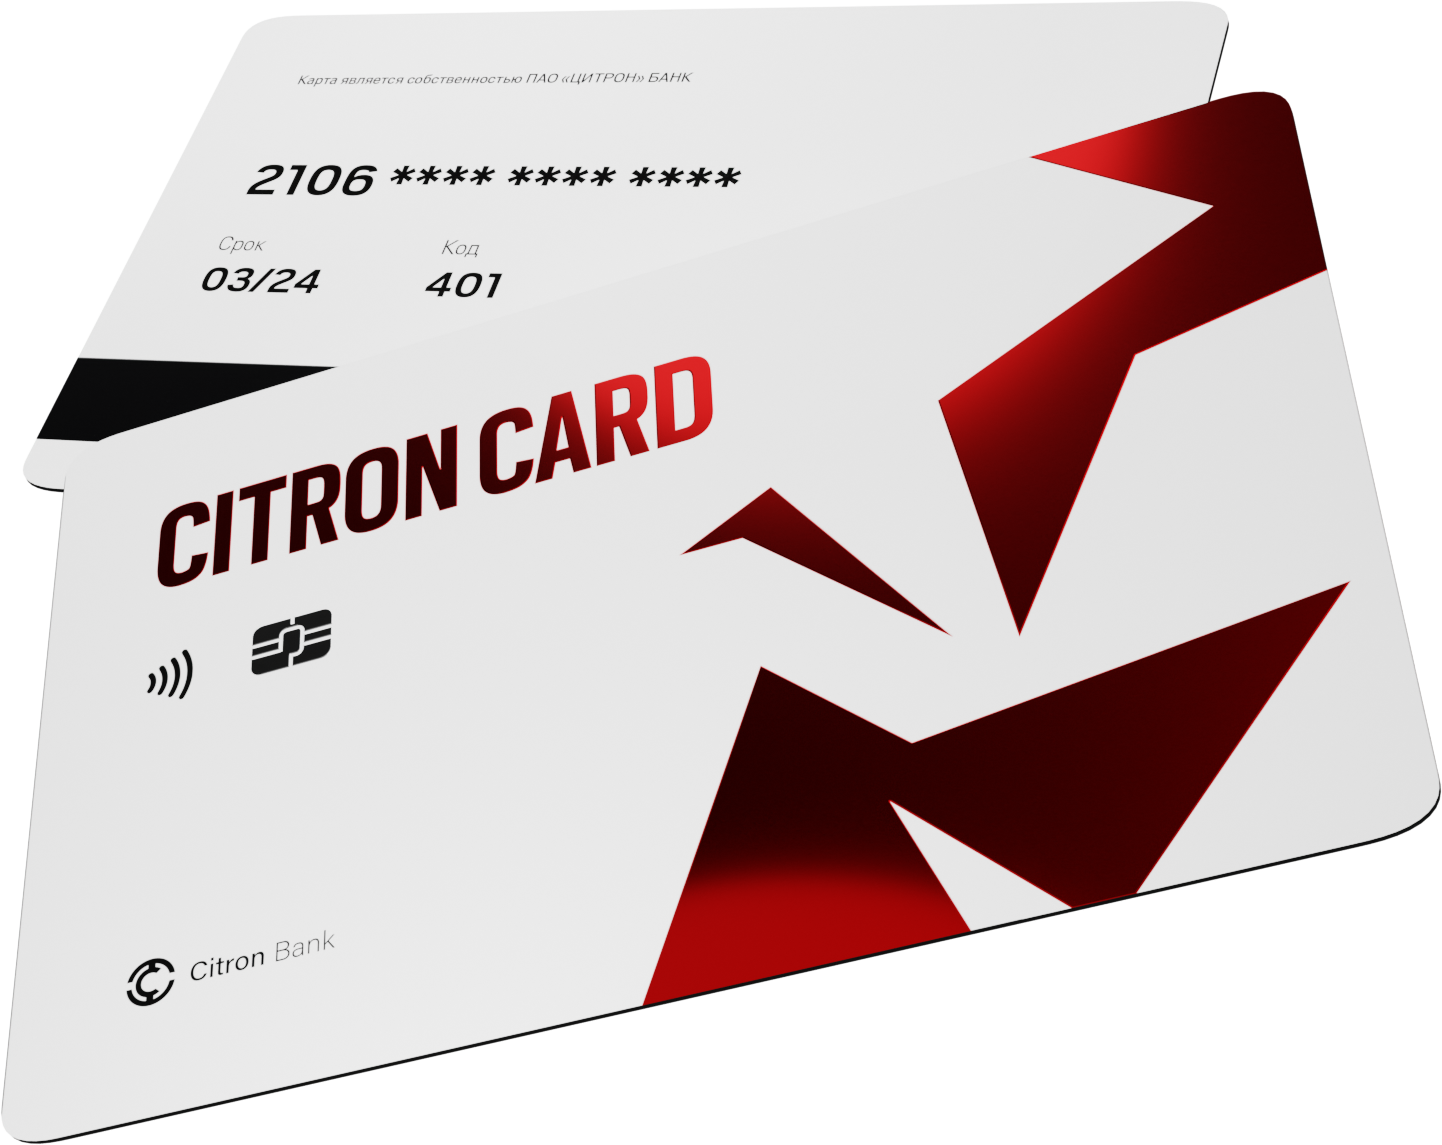 Карта является собственностью ПАО «ЦИТРОН» БАНК
2106 **** **** ****
Срок Код
03/24 401
CITRON CARD
Citron Bank